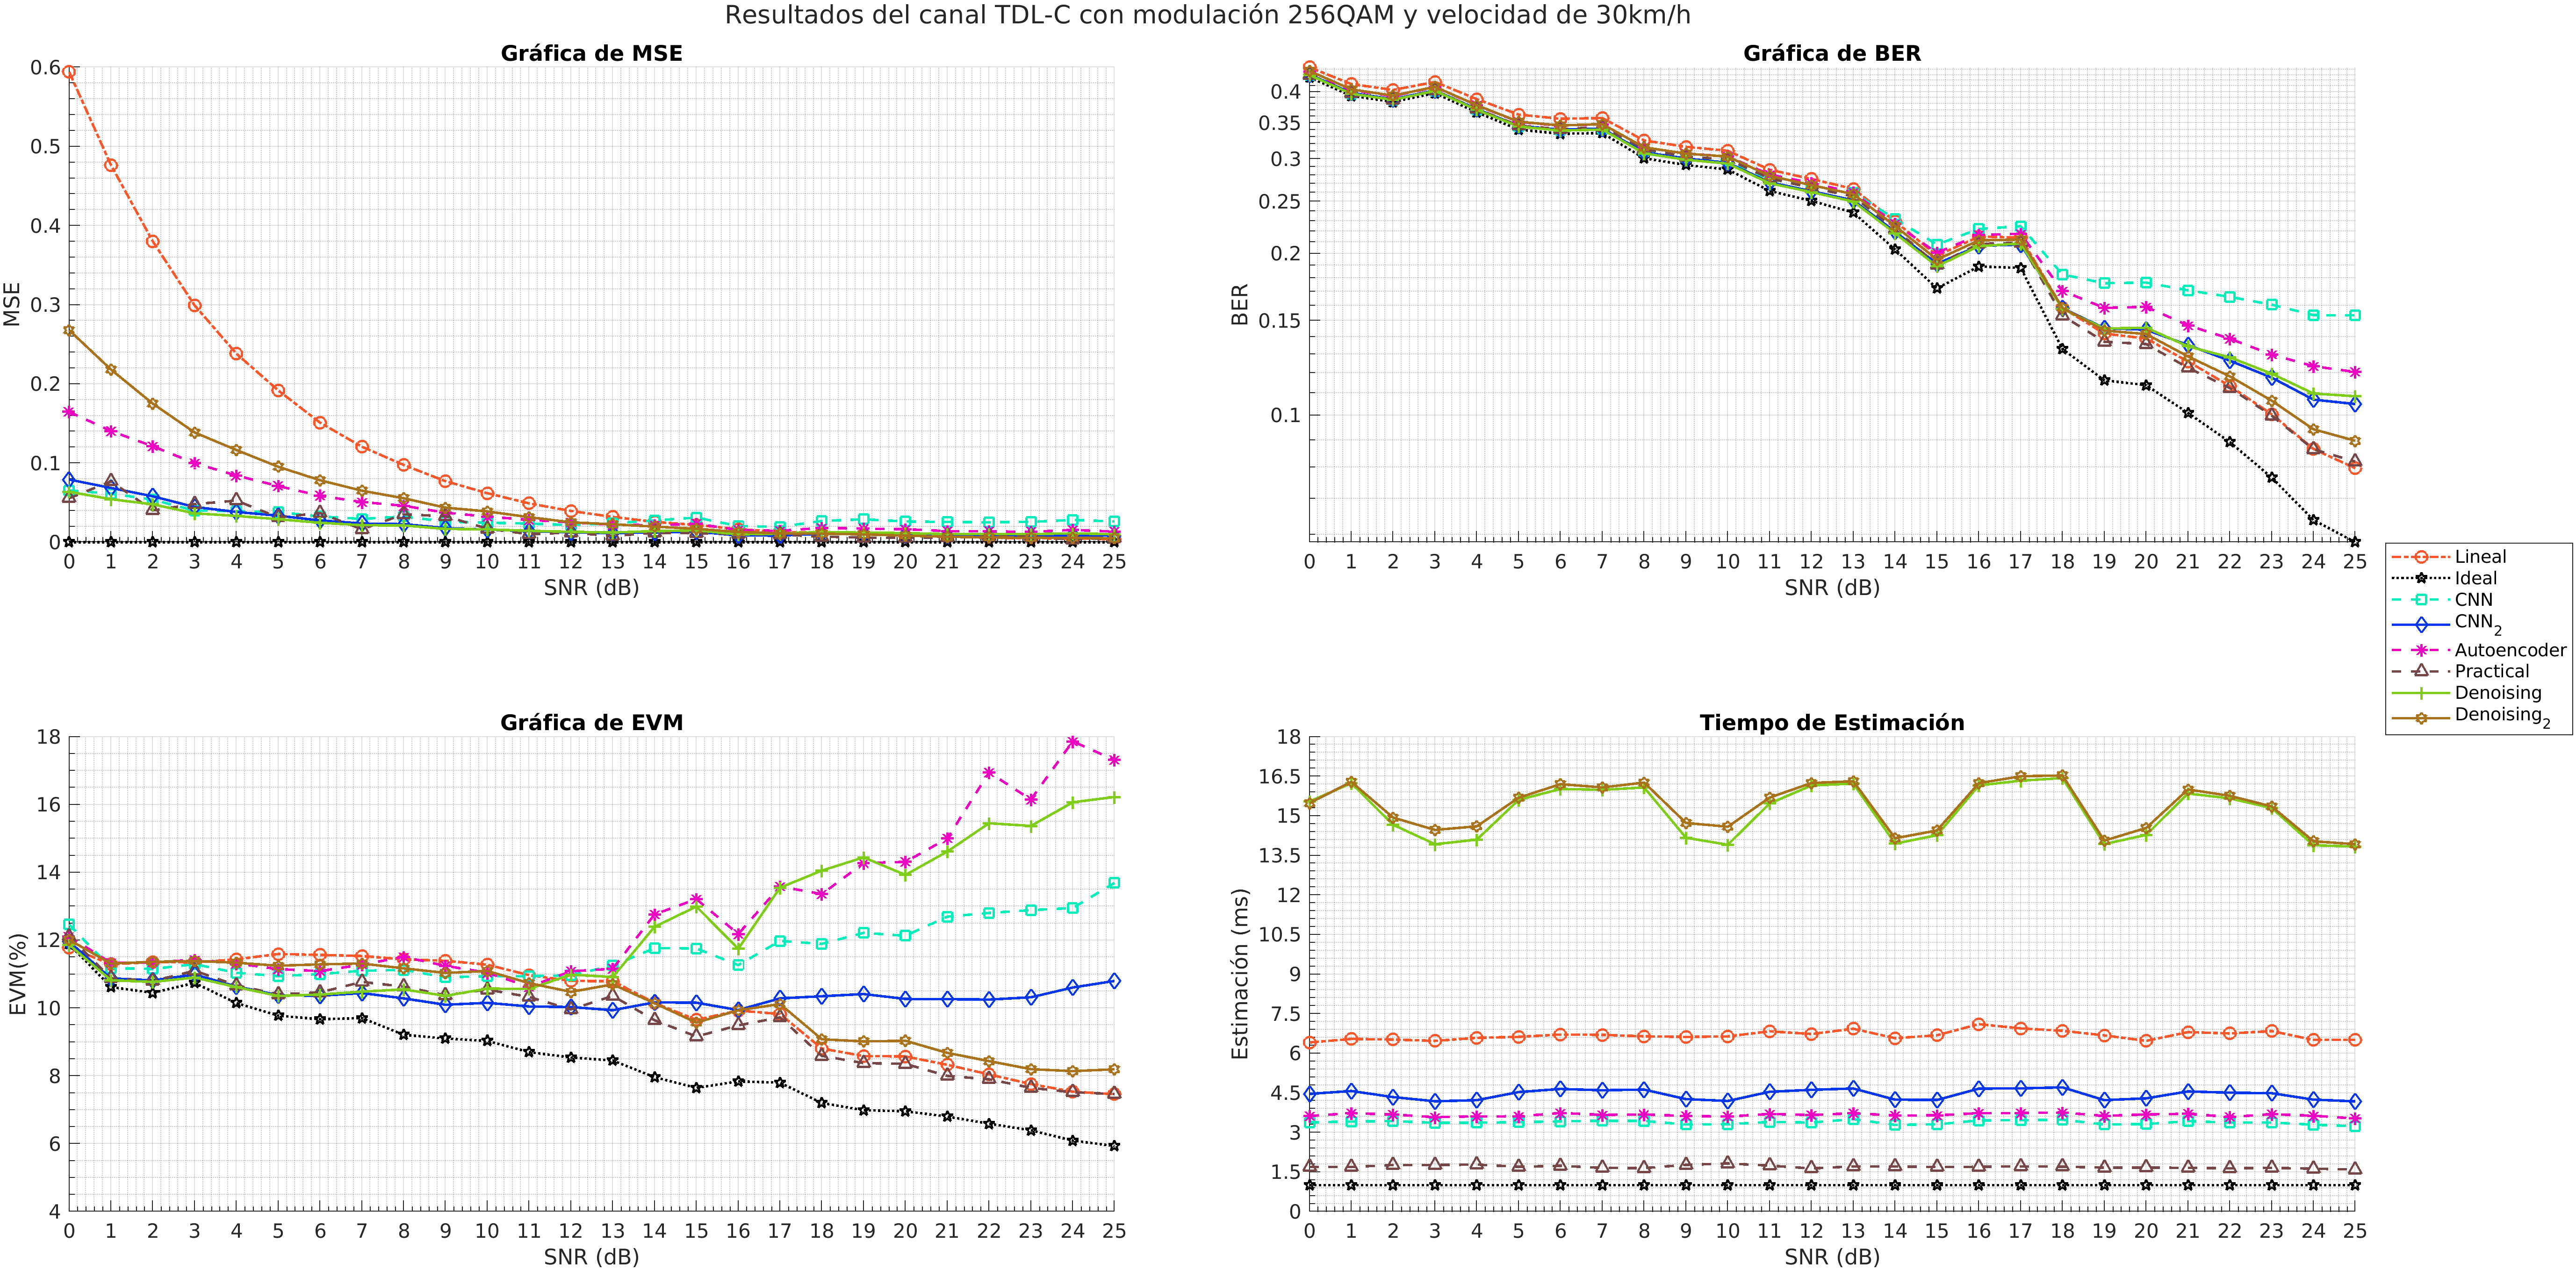 Resultados del canal TDL-C con modulación 256QAM y velocidad de 30km/h
Gráfica de MSE
0.6
0.5
0.4
0.3
0.2
0.1
0
MSE
0 1 2 3 4 5 6 7 8 9 10 11 12 13 14 15 16 17 18 19 20 21 22 23 24 25
SNR (dB)
Gráfica de BER
0.4
0.35
0.3
0.25
0.2
0.15
0.1
BER
0 1 2 3 4 5 6 7 8 9 10 11 12 13 14 15 16 17 18 19 20 21 22 23 24 25
SNR (dB)
Lineal
Ideal
CNN
CNN2
Autoencoder
Practical
Denoising
Denoising2
Gráfica de EVM
18
16
14
12
10
8
6
4
EVM(%)
0 1 2 3 4 5 6 7 8 9 10 11 12 13 14 15 16 17 18 19 20 21 22 23 24 25
SNR (dB)
Tiempo de Estimación
18
16.5
15
13.5
12
10.5
9
7.5
6
4.5
3
1.5
0
Estimación (ms)
0 1 2 3 4 5 6 7 8 9 10 11 12 13 14 15 16 17 18 19 20 21 22 23 24 25
SNR (dB)